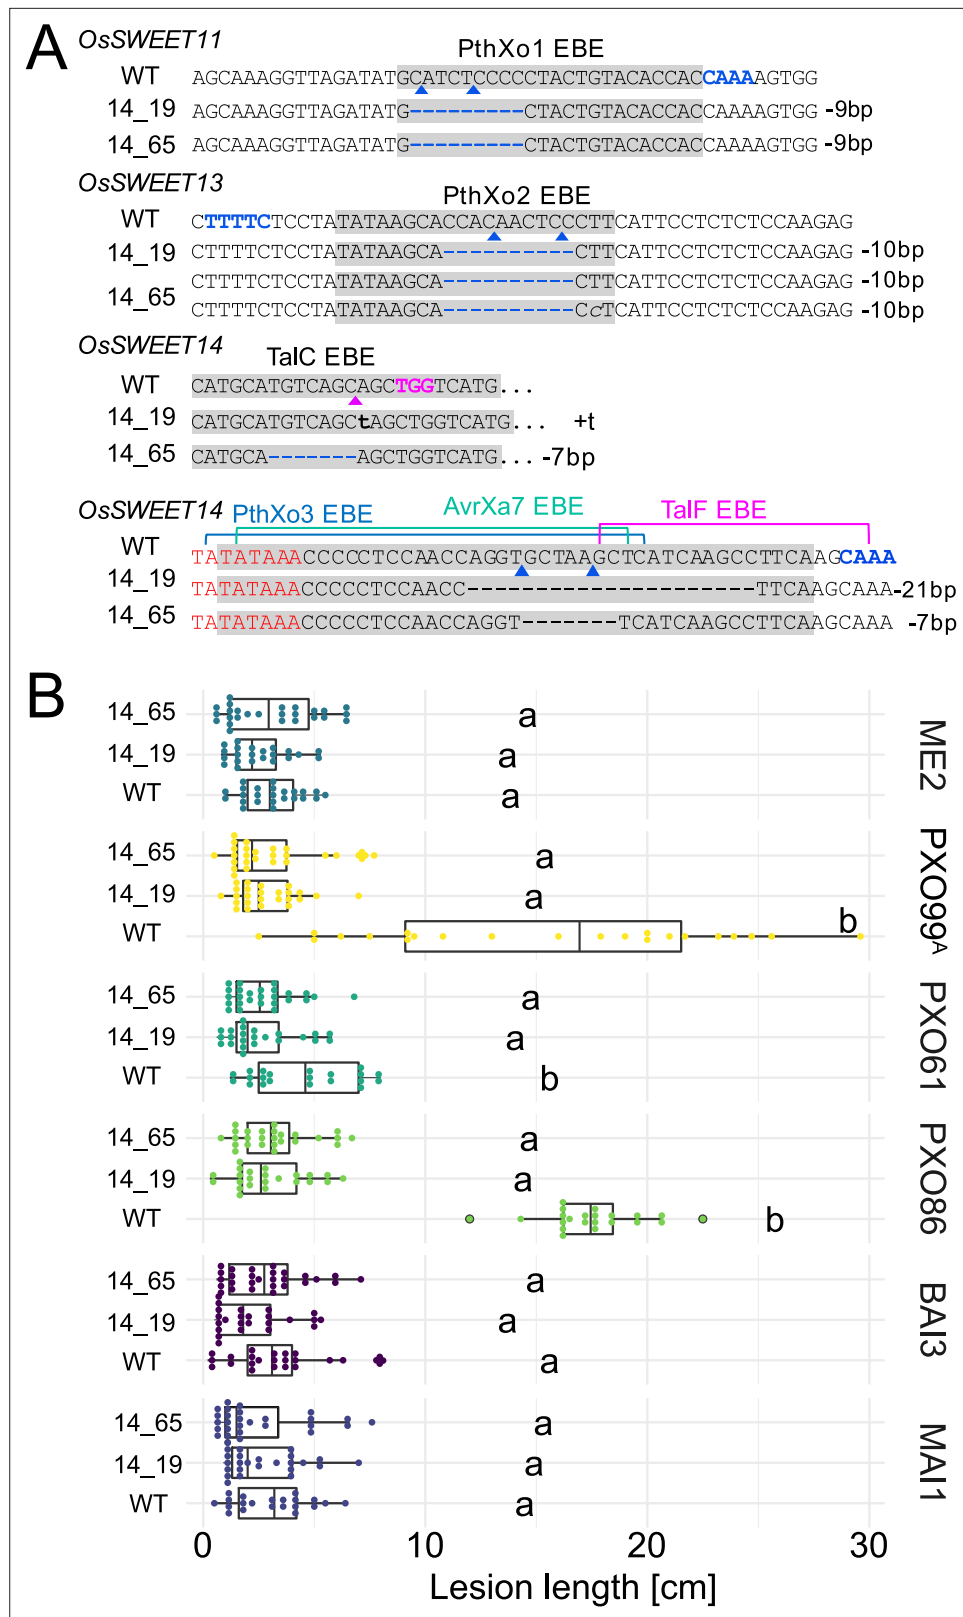 A
OsSWEET11
PthXo1 EBE
WT AGCAAAGGTTAGATATGCATCTCCCCCTACTGTACACCACCAAAAGTGG
14_19 AGCAAAGGTTAGATATG---------CTACTGTACACCACCAAAAGTGG -9bp
14_65 AGCAAAGGTTAGATATG---------CTACTGTACACCACCAAAAGTGG -9bp
OsSWEET13
PthXo2 EBE
WT CTTTTCTCCTATATAAGCACCACAACTCCCTTCATTCCTCTCTCCAAGAG
14_19 CTTTTCTCCTATATAAGCA----------CTTCATTCCTCTCTCCAAGAG -10bp
CTTTTCTCCTATATAAGCA----------CTTCATTCCTCTCTCCAAGAG -10bp
14_65
CTTTTCTCCTATATAAGCA----------CcTCATTCCTCTCTCCAAGAG -10bp
OsSWEET14
TalC EBE
WT CATGCATGTCAGCAGCTGGTCATG...
14_19 CATGCATGTCAGCtAGCTGGTCATG... +t
14_65 CATGCA-------AGCTGGTCATG... -7bp
OsSWEET14
PthXo3 EBE AvrXa7 EBE TalF EBE
WT TATATAAACCCCCTCCAACCAGGTGCTAAGCTCATCAAGCCTTCAAGCAAA
14_19 TATATAAACCCCCTCCAACC---------------------TTCAAGCAAA -21bp
14_65 TATATAAACCCCCTCCAACCAGGT-------TCATCAAGCCTTCAAGCAAA -7bp
B
14_65 a
14_19 a
WT a
ME2
14_65 a
14_19 a
WT b
PXO99A
14_65 a
14_19 a
WT b
PXO61
14_65 a
14_19 a
WT b
PXO86
14_65 a
14_19 a
WT a
BAI3
14_65 a
14_19 a
WT a
MAI1
0 10 20 30
Lesion length [cm]